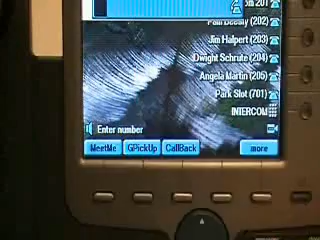 201
Pam Beesly (202)
Jim Halpert (203)
Dwight Schrute (204)
Angela Martin (205)
Park Slot (701)
INTERCOM
Enter number
MeetMe GPickUp CallBack more